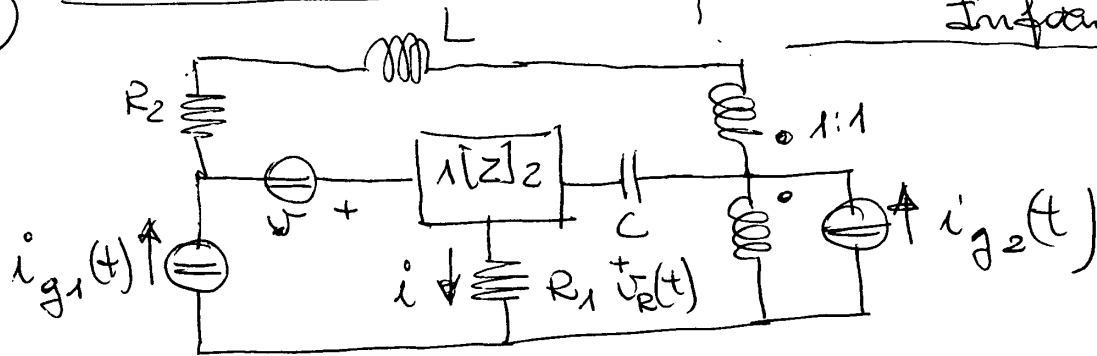 )
L
R2
1:1
1[Z]2
v +
C
ig1(t)
i
R1 + vR(t)
ig2(t)